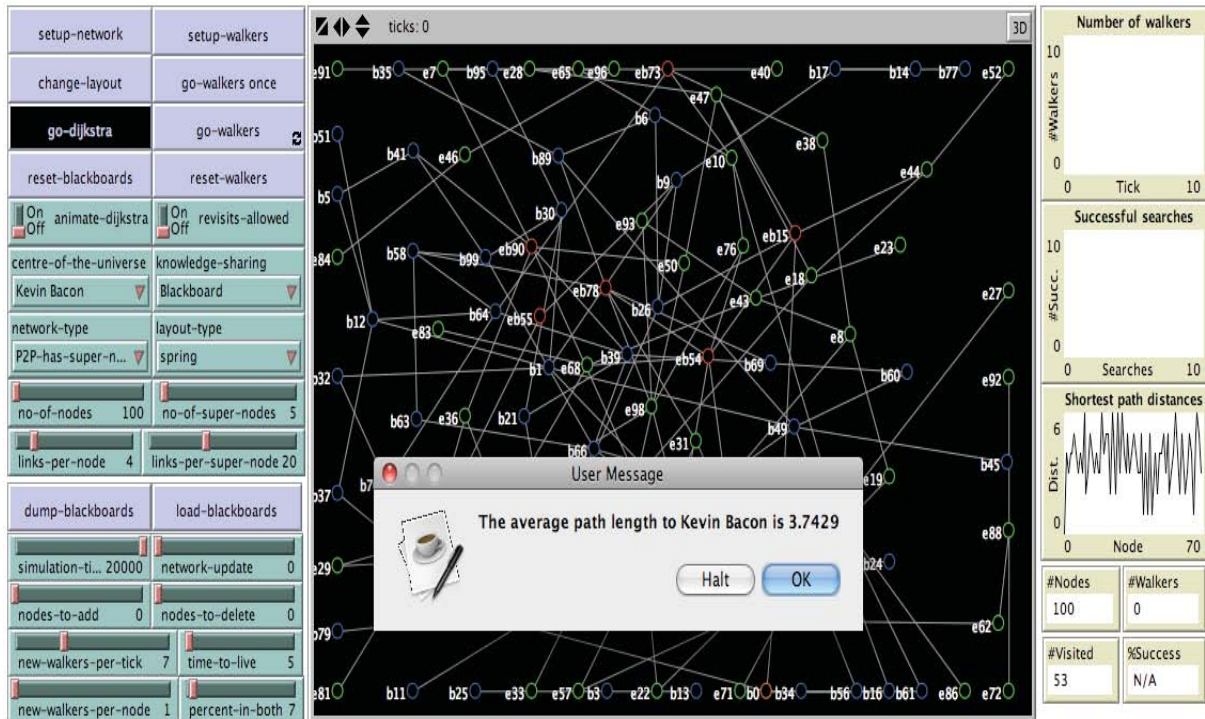 setup-network
setup-walkers
change-layout
go-walkers once
go-dijkstra
go-walkers
reset-blackboards
reset-walkers
On
Off
animate-dijkstra
On
Off
revisits-allowed
centre-of-the-universe
Kevin Bacon
knowledge-sharing
Blackboard
network-type
P2P-has-super-n...
layout-type
spring
no-of-nodes 100
no-of-super-nodes 5
links-per-node 4
links-per-super-node 20
dump-blackboards
load-blackboards
simulation-ti... 20000
network-update 0
nodes-to-add 0
nodes-to-delete 0
new-walkers-per-tick 7
time-to-live 5
new-walkers-per-node 1
percent-in-both 7
ticks: 0
3D
e91 b35 e7 b95 e28 e65 e96 eb73 e40 b17 b14 b77 e52
e47
b6
b51
e38
b41 e46 b89 e10
e44
b5 b9
b30 e93
eb15
eb90 e76 e23
e84 b58 b99 e50
e18
eb78 e27
e43
b12 b64 eb55 b26
e83 e8
b39 eb54
b32 b1 e68 b69 b60 e92
b63 e36 b21 e98
b49
e31
b66
b45
e19
b37
e88
e29 b24
b79 e62
e81 b11 b25 e33 e57 b3 e22 b13 e71 b0 b34 b56 b16 b61 e86 e72
User Message
The average path length to Kevin Bacon is 3.7429
Halt
OK
Number of walkers
#Walkers
10
0
0 Tick 10
Successful searches
#Succ.
10
0
0 Searches 10
Shortest path distances
Dist.
6
0
0 Node 70
#Nodes
100
#Walkers
0
#Visited
53
%Success
N/A